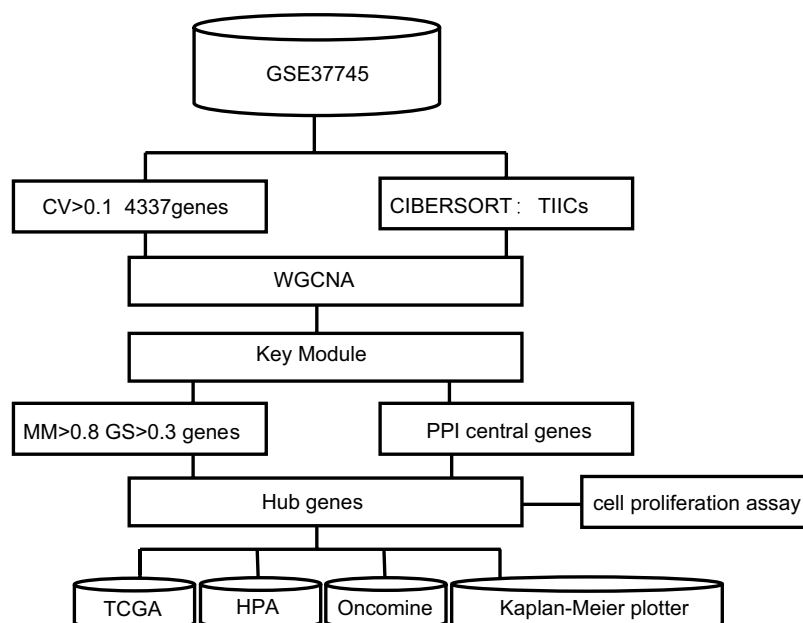 GSE37745
CV>0.1 4337genes
CIBERSORT： TIICs
WGCNA
Key Module
MM>0.8 GS>0.3 genes
PPI central genes
Hub genes
cell proliferation assay
TCGA
HPA
Oncomine
Kaplan-Meier plotter